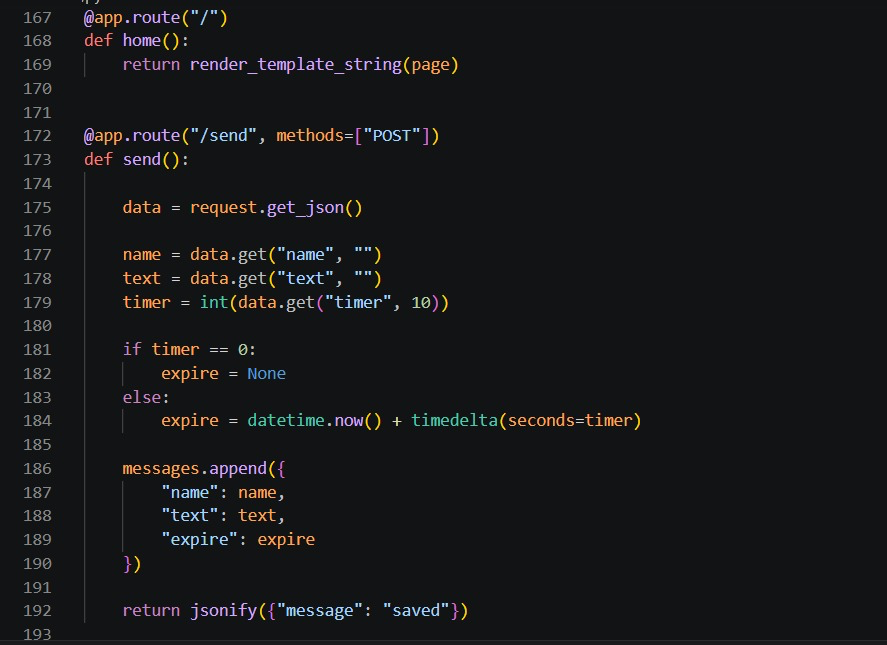 167 @app.route("/")
168 def home():
169     return render_template_string(page)
170
171
172 @app.route("/send", methods=["POST"])
173 def send():
174
175     data = request.get_json()
176
177     name = data.get("name", "")
178     text = data.get("text", "")
179     timer = int(data.get("timer", 10))
180
181     if timer == 0:
182         expire = None
183     else:
184         expire = datetime.now() + timedelta(seconds=timer)
185
186     messages.append({
187         "name": name,
188         "text": text,
189         "expire": expire
190     })
191
192     return jsonify({"message": "saved"})
193